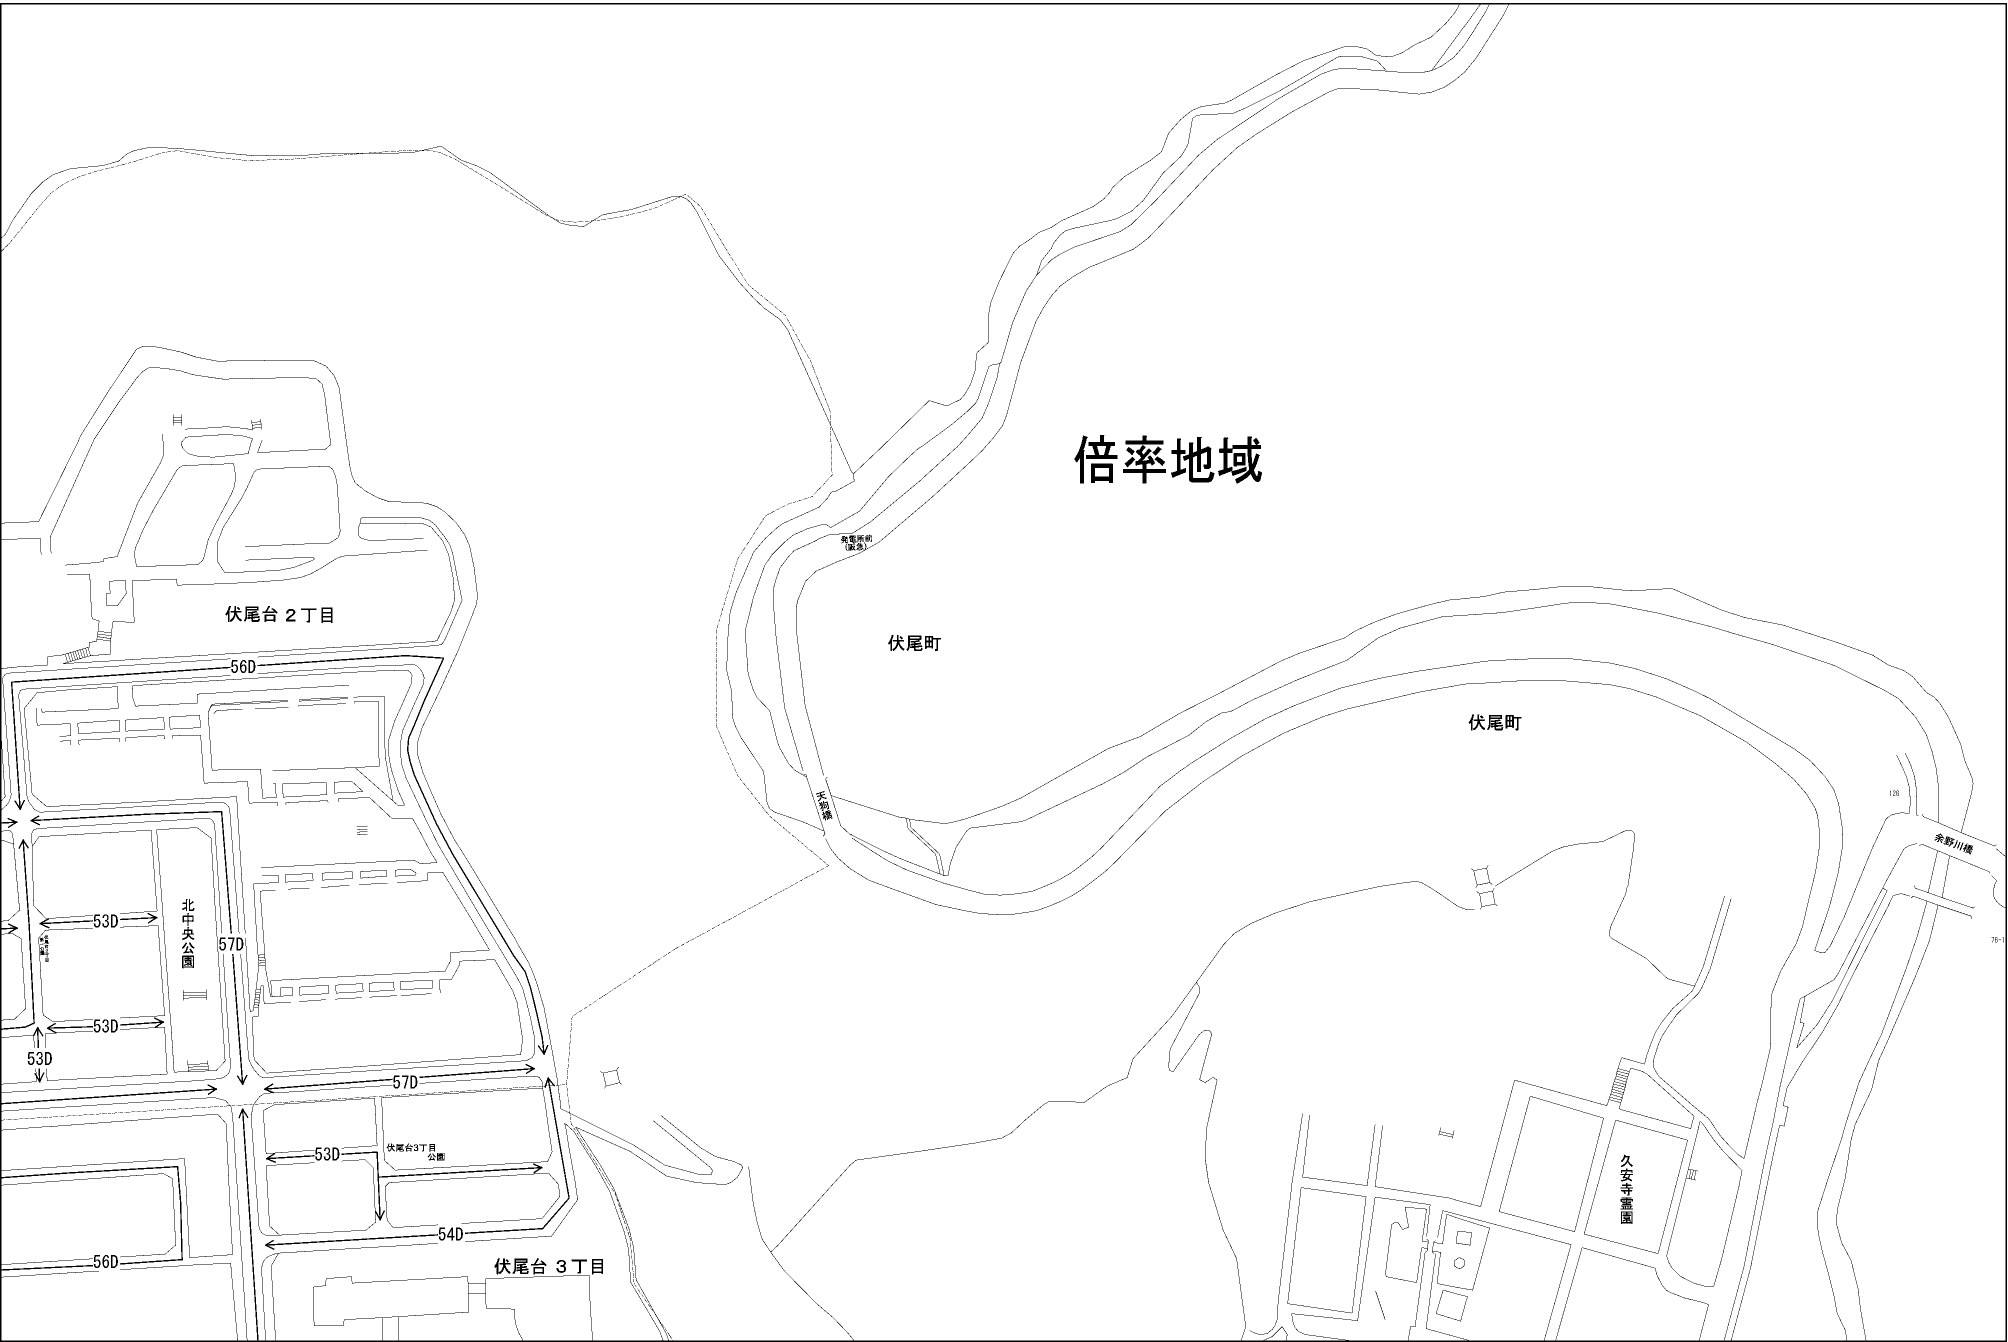 倍率地域
発電所前
(阪急)
伏尾台 2 丁目
伏尾町
56D
伏尾町
天狗橋
126
余野川橋
北中央公園
53D
57D
76-1
53D
53D
57D
53D
伏尾台3丁目
公園
久安寺霊園
54D
56D
伏尾台 3 丁目